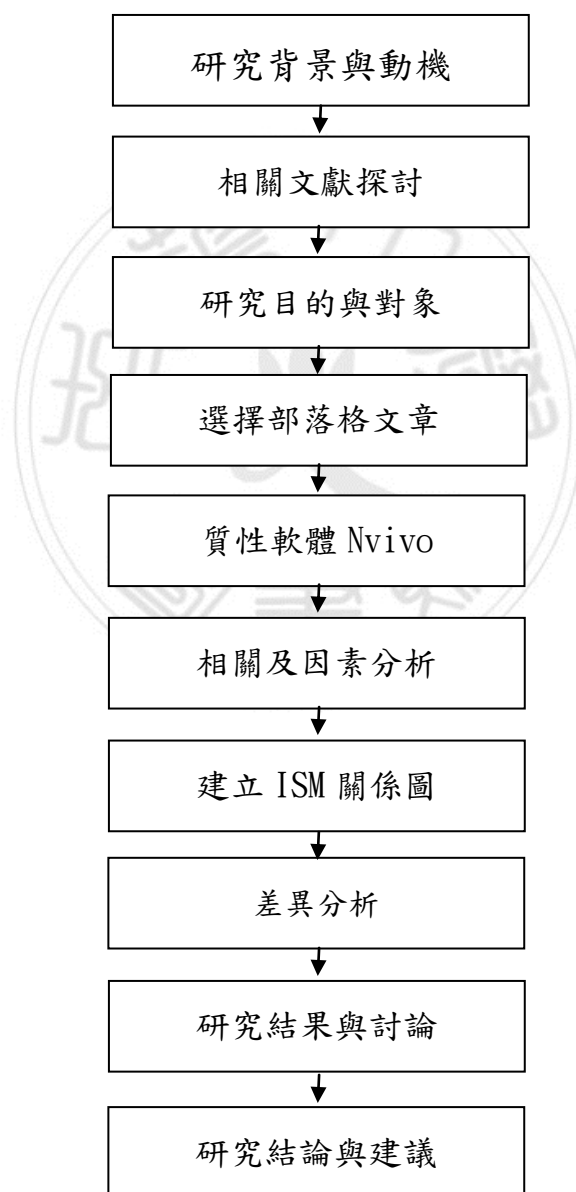 研究背景與動機
相關文獻探討
研究目的與對象
選擇部落格文章
質性軟體 Nvivo
相關及因素分析
建立 ISM 關係圖
差異分析
研究結果與討論
研究結論與建議